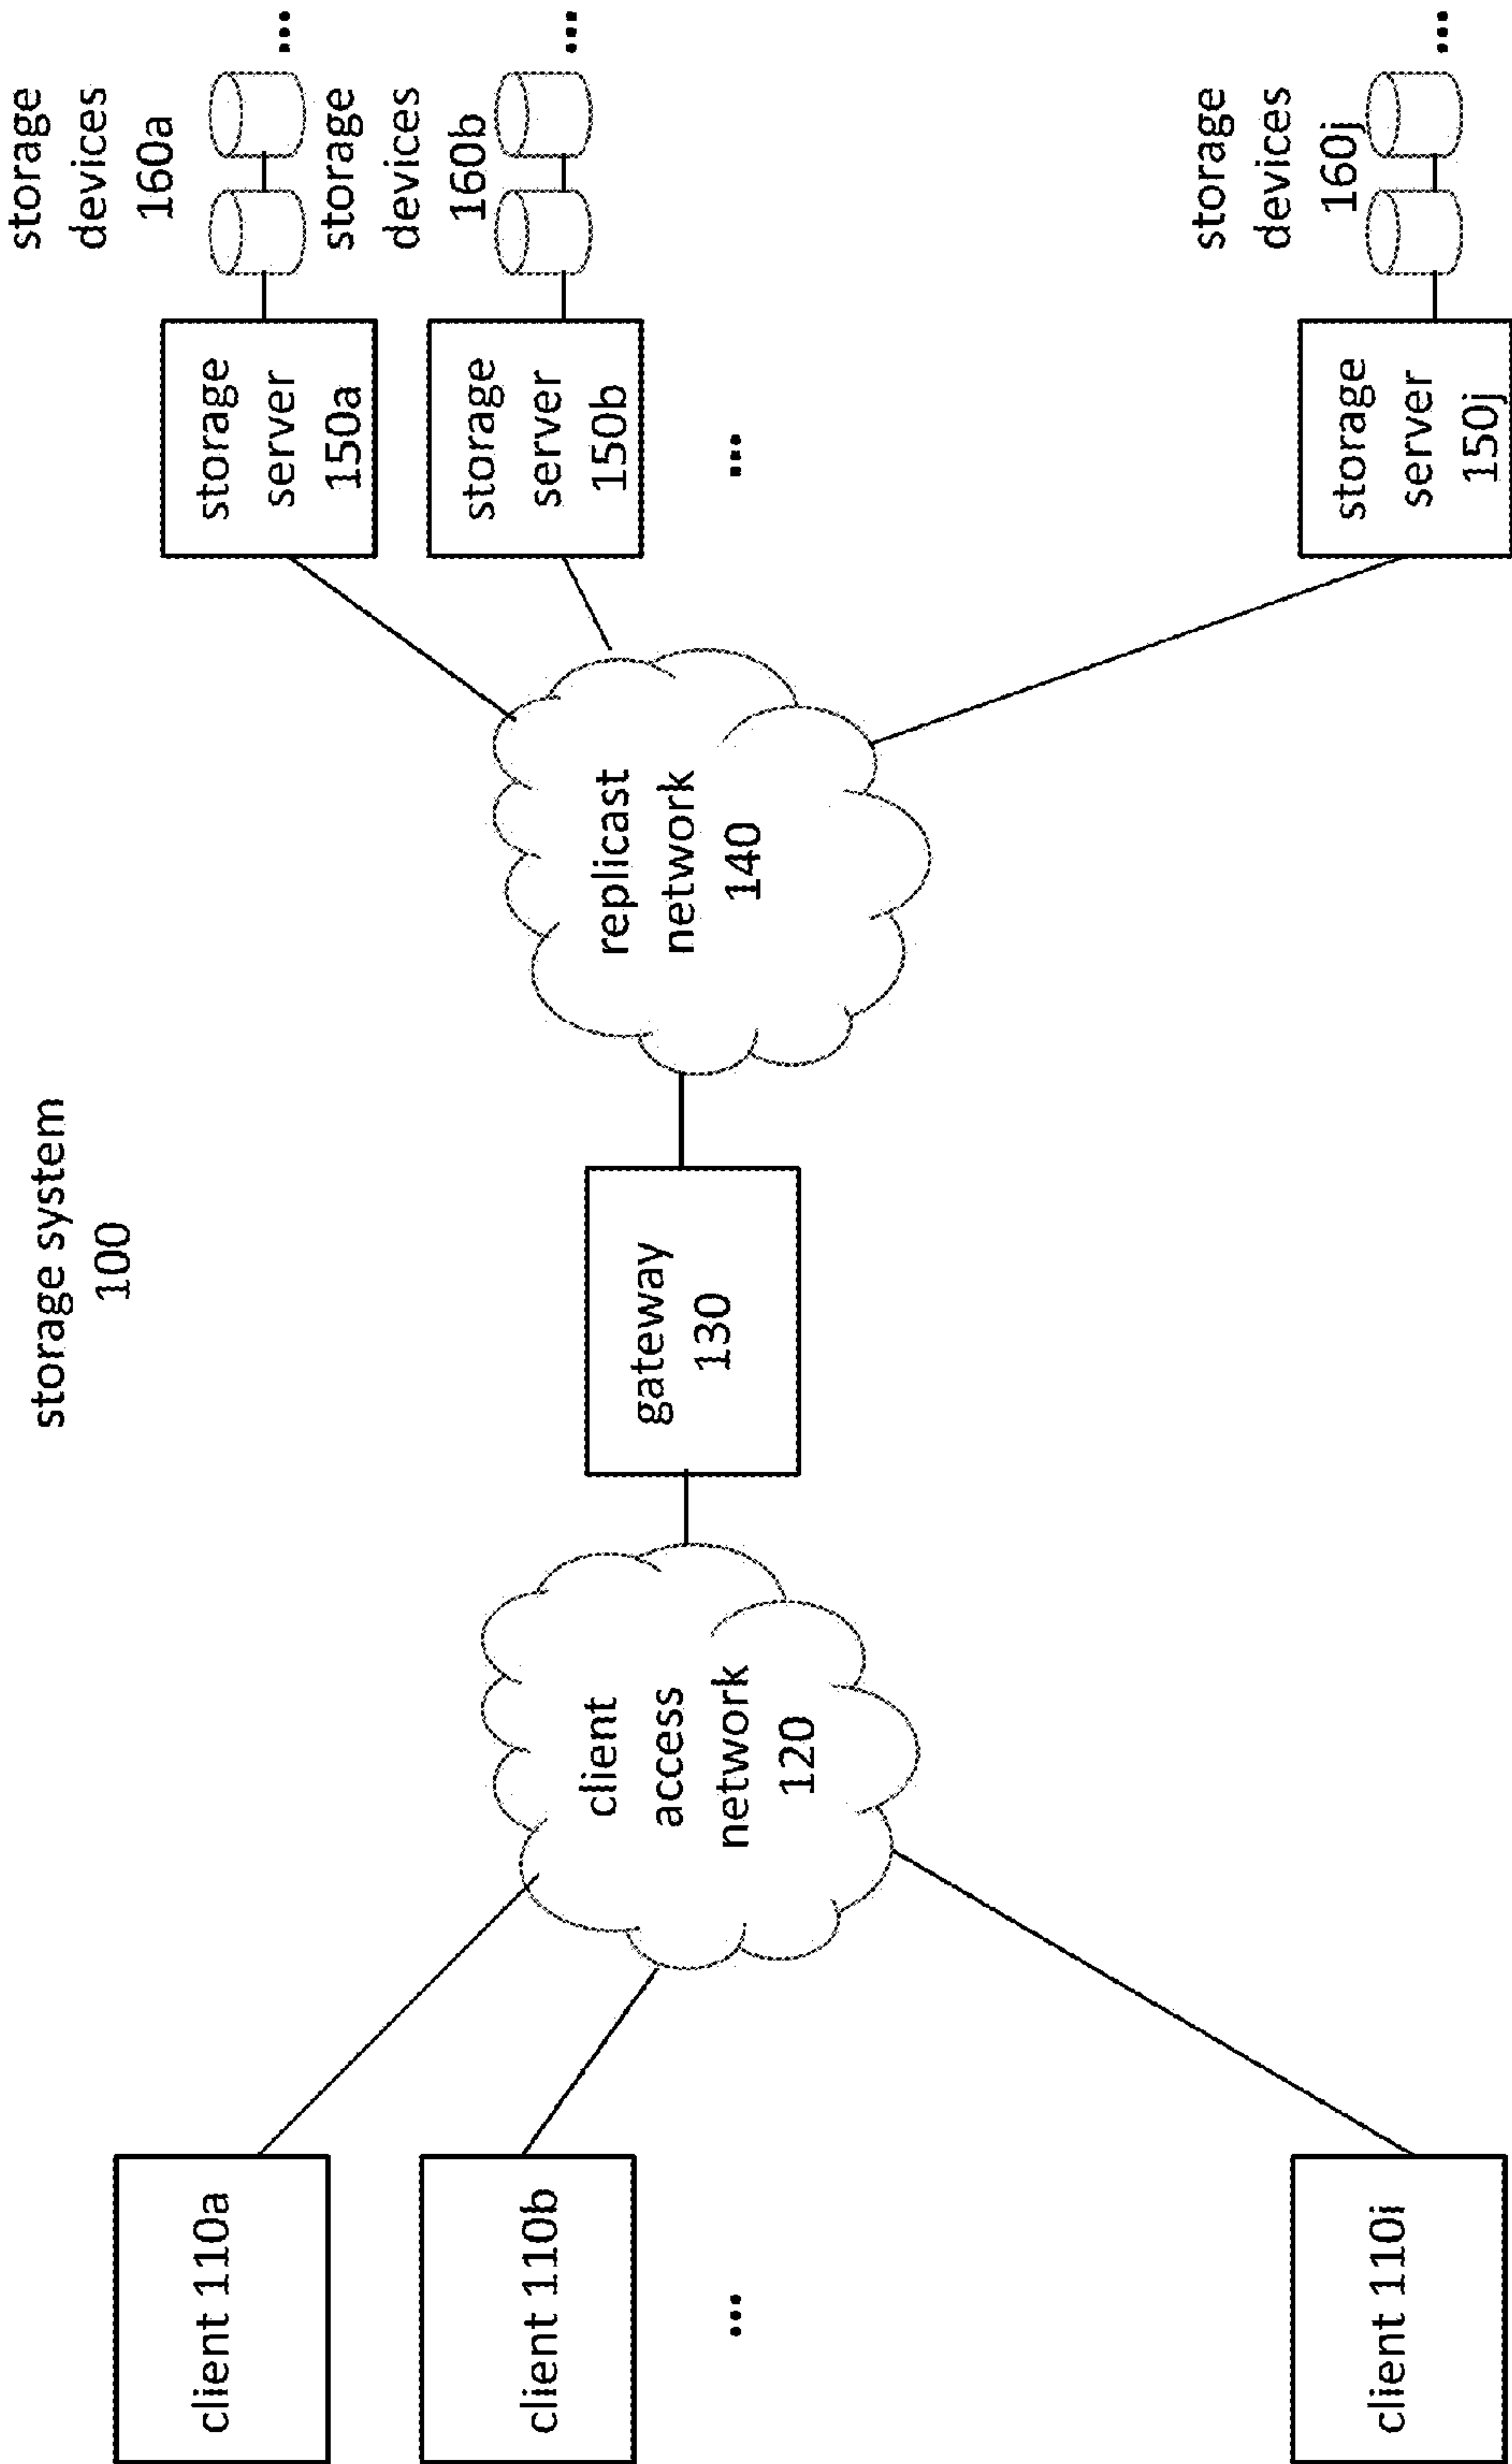 storage system
100
client 110a
client 110b
...
client 110i
client
access
network
120
gateway
130
replicast
network
140
storage
server
150a
storage
server
150b
...
storage
server
150j
storage
devices
160a
...
storage
devices
160b
...
storage
devices
160j
...